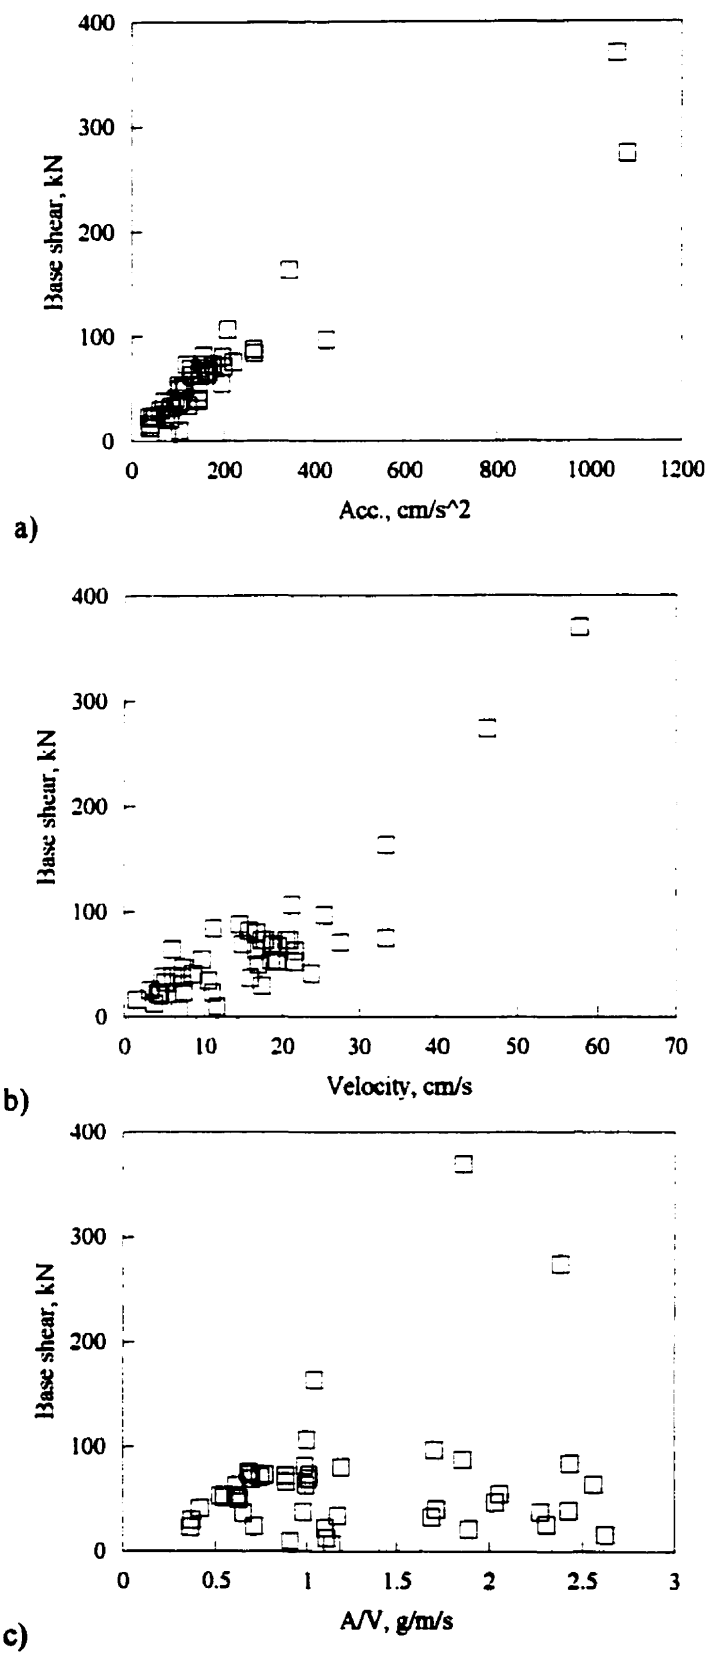 400
300
200
100
0
Base shear, kN
0 200 400 600 800 1000 1200
Acc., cm/s^2
a)
400
300
200
100
0
Base shear, kN
0 10 20 30 40 50 60 70
Velocity, cm/s
b)
400
300
200
100
0
Base shear, kN
0 0.5 1 1.5 2 2.5 3
A/V, g/m/s
c)